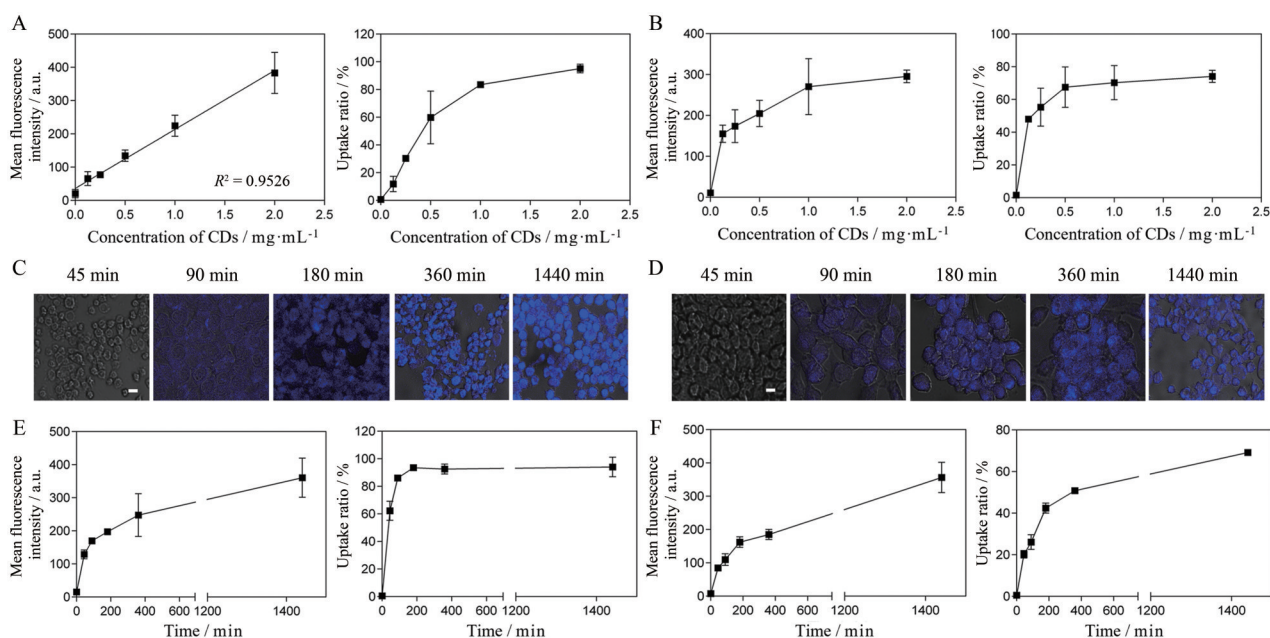 A
Mean fluorescence
intensity / a.u.
500
400
300
200
100
0
0.0 0.5 1.0 1.5 2.0 2.5
R² = 0.9526
Concentration of CDs / mg·mL⁻¹
Uptake ratio / %
120
100
80
60
40
20
0
0.0 0.5 1.0 1.5 2.0 2.5
Concentration of CDs / mg·mL⁻¹
B
Mean fluorescence
intensity / a.u.
400
300
200
100
0
0.0 0.5 1.0 1.5 2.0 2.5
Concentration of CDs / mg·mL⁻¹
Uptake ratio / %
100
80
60
40
20
0
0.0 0.5 1.0 1.5 2.0 2.5
Concentration of CDs / mg·mL⁻¹
C
45 min 90 min 180 min 360 min 1440 min
D
45 min 90 min 180 min 360 min 1440 min
E
Mean fluorescence
intensity / a.u.
500
400
300
200
100
0
0 200 400 600 1200 1400
Time / min
Uptake ratio / %
120
100
80
60
40
20
0
0 200 400 600 1200 1400
Time / min
F
Mean fluorescence
intensity / a.u.
500
400
300
200
100
0
0 200 400 600 1200 1400
Time / min
Uptake ratio / %
80
60
40
20
0
0 200 400 600 1200 1400
Time / min